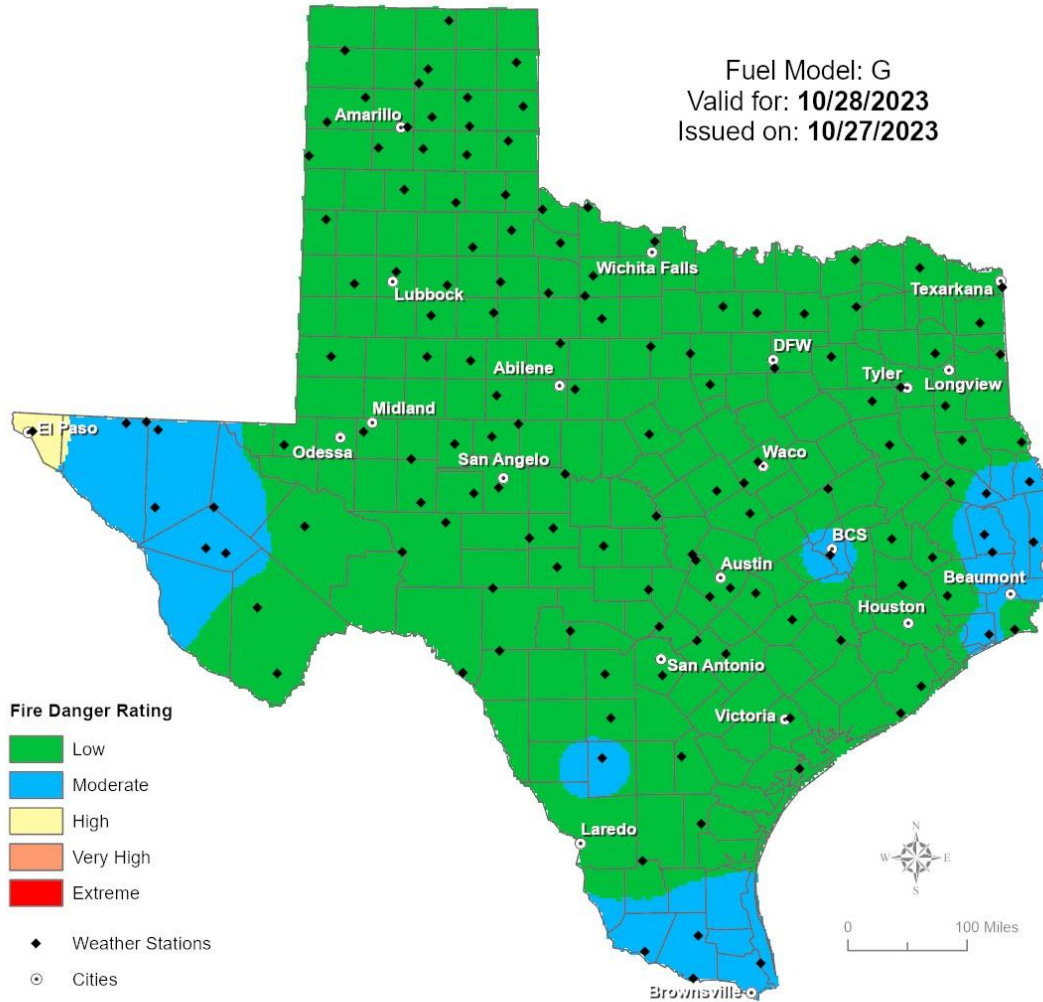 Fuel Model: G
Valid for: 10/28/2023
Issued on: 10/27/2023
Amarillo
Wichita Falls
Lubbock
Texarkana
DFW
Abilene
Tyler
Longview
Midland
El Paso
Odessa
San Angelo
Waco
BCS
Austin
Beaumont
Houston
San Antonio
Victoria
Fire Danger Rating
Low
Moderate
High
Very High
Extreme
Weather Stations
Cities
Laredo
Brownsville
N
W E
S
0 100 Miles